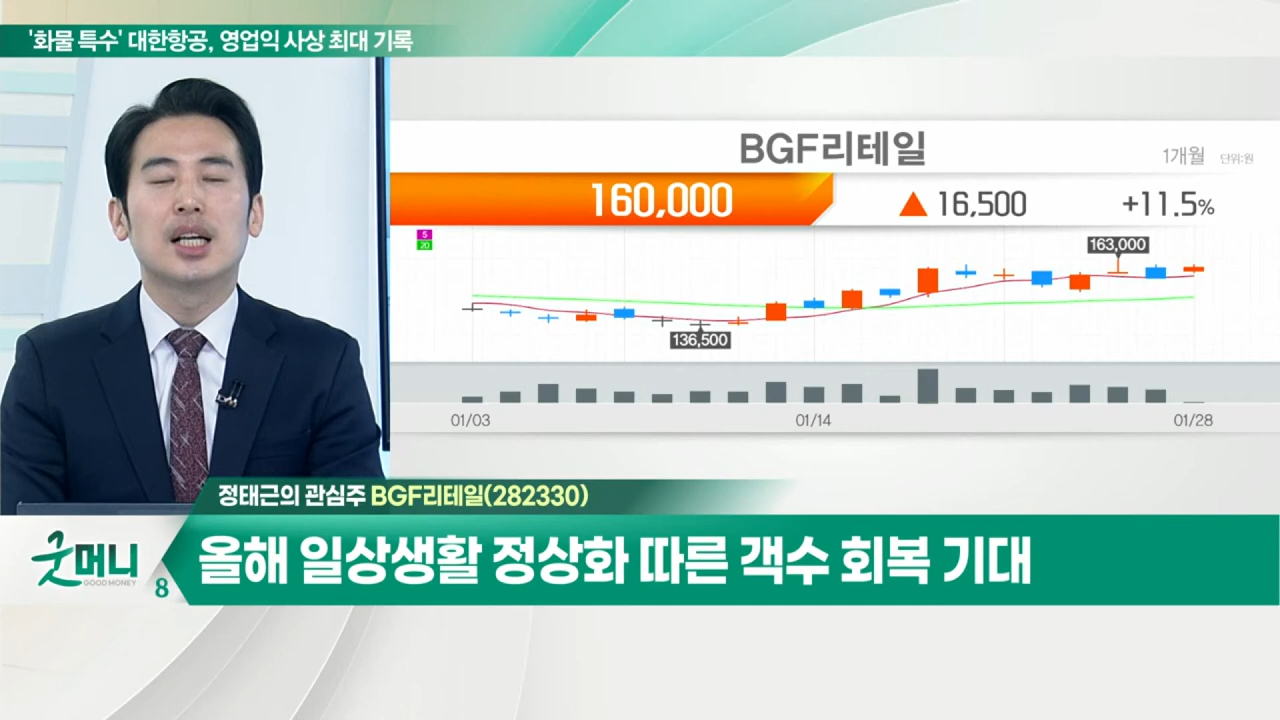 '화물 특수' 대한항공, 영업익 사상 최대 기록
BGF리테일
1개월 단위:원
160,000 ▲ 16,500 +11.5%
5
20
163,000
136,500
01/03 01/14 01/28
정태근의 관심주 BGF리테일(282330)
굿머니
GOOD MONEY
8
올해 일상생활 정상화 따른 객수 회복 기대